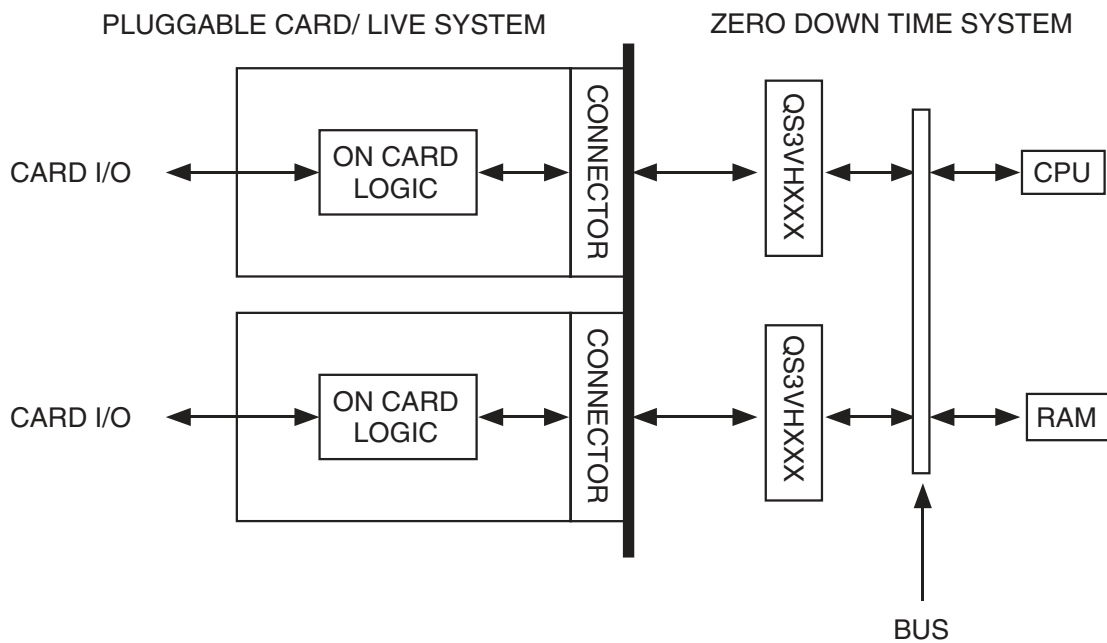 PLUGGABLE CARD/ LIVE SYSTEM
ZERO DOWN TIME SYSTEM
CARD I/O
ON CARD
LOGIC
CONNECTOR
QS3VHXXX
CPU
CARD I/O
ON CARD
LOGIC
CONNECTOR
QS3VHXXX
RAM
BUS